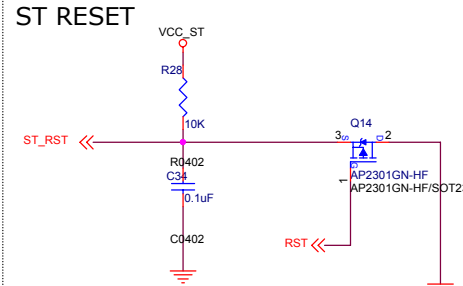 ST RESET
VCC_ST
R28
10K
Q14
ST_RST
3
S
D
2
R0402
C34
G
1
AP2301GN-HF
AP2301GN-HF/SOT23
0.1uF
C0402
RST